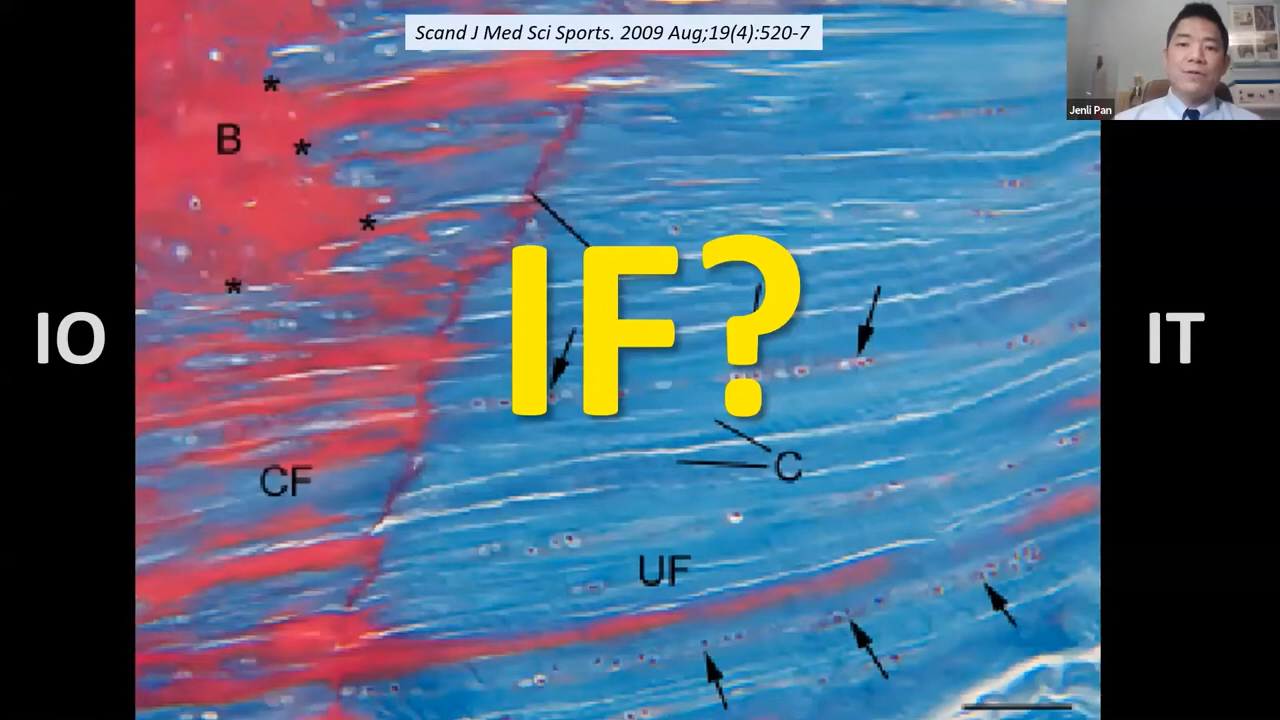 Scand J Med Sci Sports. 2009 Aug;19(4):520-7
Jenli Pan
*
B
*
*
*
IF?
IO
IT
C
CF
UF